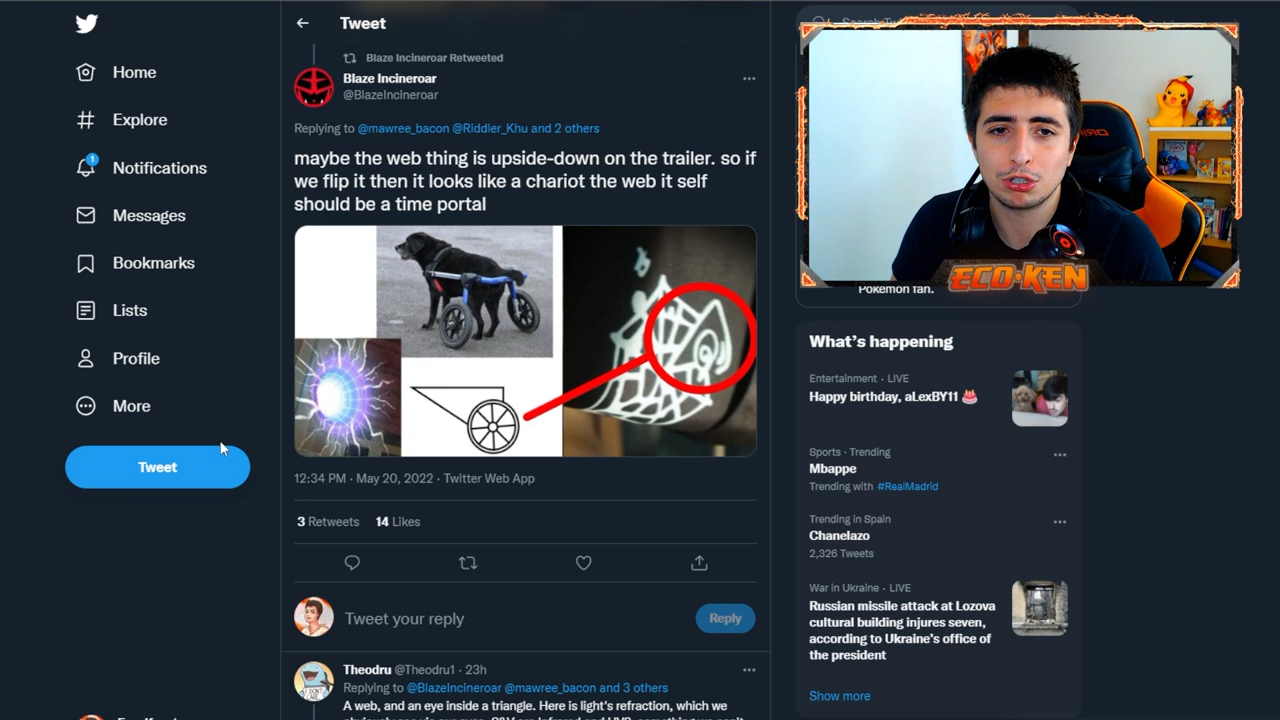 Home
Explore
1
Notifications
Messages
Bookmarks
Lists
Profile
More
Tweet
Tweet
Blaze Incineroar Retweeted
Blaze Incineroar
@BlazeIncineroar
Replying to @mawree_bacon @Riddler_Khu and 2 others
maybe the web thing is upside-down on the trailer. so if
we flip it then it looks like a chariot the web it self
should be a time portal
12:34 PM · May 20, 2022 · Twitter Web App
3 Retweets 14 Likes
Tweet your reply
Reply
Theodru @Theodru1 · 23h
Replying to @BlazeIncineroar @mawree_bacon and 3 others
A web, and an eye inside a triangle. Here is light's refraction, which we
ECO·KEN
Pokemon fan.
What's happening
Entertainment · LIVE
Happy birthday, aLexBY11 🎂
Sports · Trending
Mbappe
Trending with #RealMadrid
Trending in Spain
Chanelazo
2,326 Tweets
War in Ukraine · LIVE
Russian missile attack at Lozova
cultural building injures seven,
according to Ukraine's office of
the president
Show more